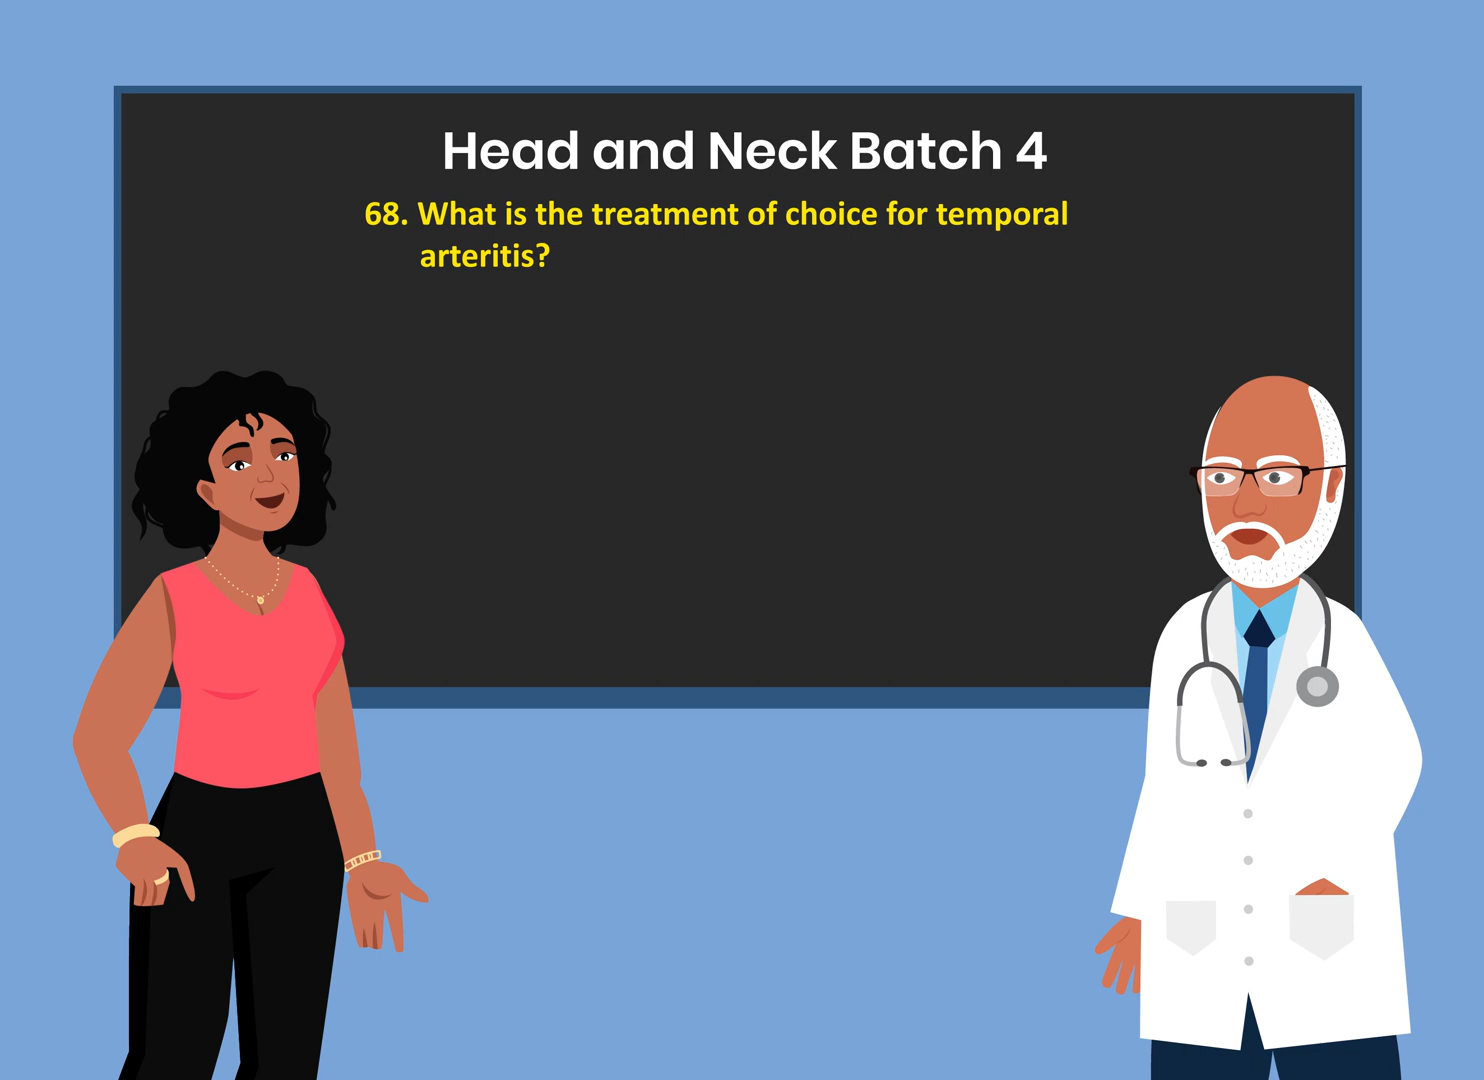 Head and Neck Batch 4
68. What is the treatment of choice for temporal
arteritis?